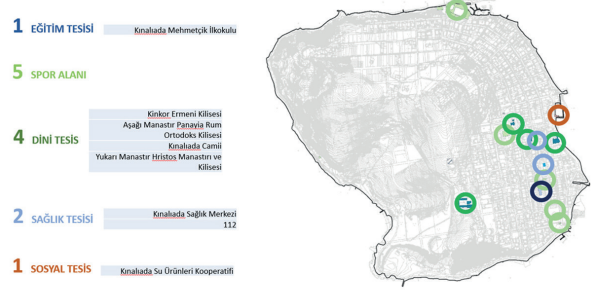 1 EĞİTİM TESİSİ
Kınalıada Mehmetçik İlkokulu
5 SPOR ALANI
4 DİNİ TESİS
Kinkor Ermeni Kilisesi
Aşağı Manastır Panayia Rum
Ortodoks Kilisesi
Kınalıada Camii
Yukarı Manastır Hristos Manastırı ve
Kilisesi
2 SAĞLIK TESİSİ
Kınalıada Sağlık Merkezi
112
1 SOSYAL TESİS
Kınalıada Su Ürünleri Kooperatifi